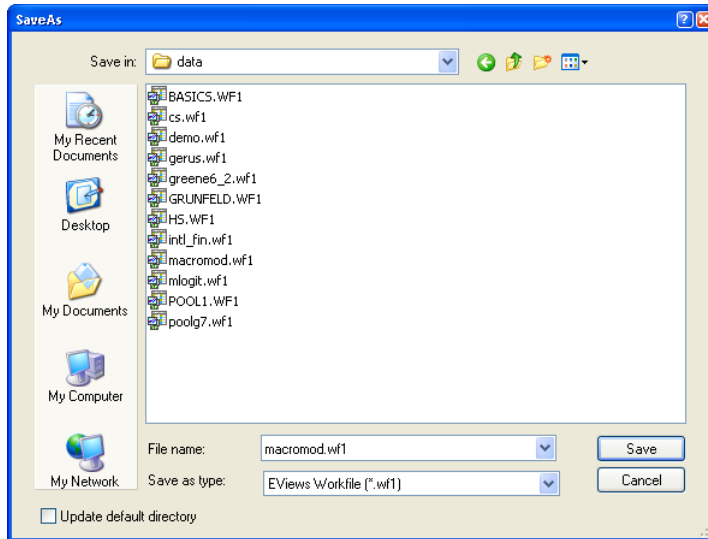 SaveAs
Save in:
data
My Recent
Documents
Desktop
My Documents
My Computer
My Network
BASICS.WF1
cs.wf1
demo.wf1
gerus.wf1
greene6_2.wf1
GRUNFELD.WF1
HS.WF1
intl_fin.wf1
macromod.wf1
mlogit.wf1
POOL1.WF1
poolg7.wf1
File name:
macromod.wf1
Save
Save as type:
EViews Workfile (*.wf1)
Cancel
Update default directory